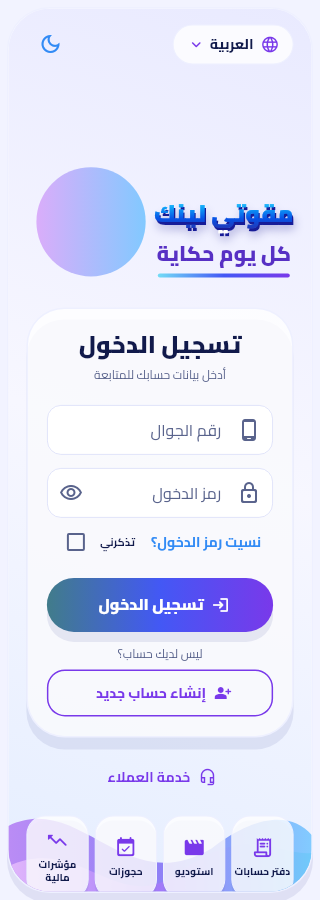 العربية
مقوتي لينك
كل يوم حكاية
تسجيل الدخول
أدخل بيانات حسابك للمتابعة
رقم الجوال
رمز الدخول
نسيت رمز الدخول؟
تذكرني
تسجيل الدخول
ليس لديك حساب؟
إنشاء حساب جديد
خدمة العملاء
دفتر حسابات
استوديو
حجوزات
مؤشرات
مالية